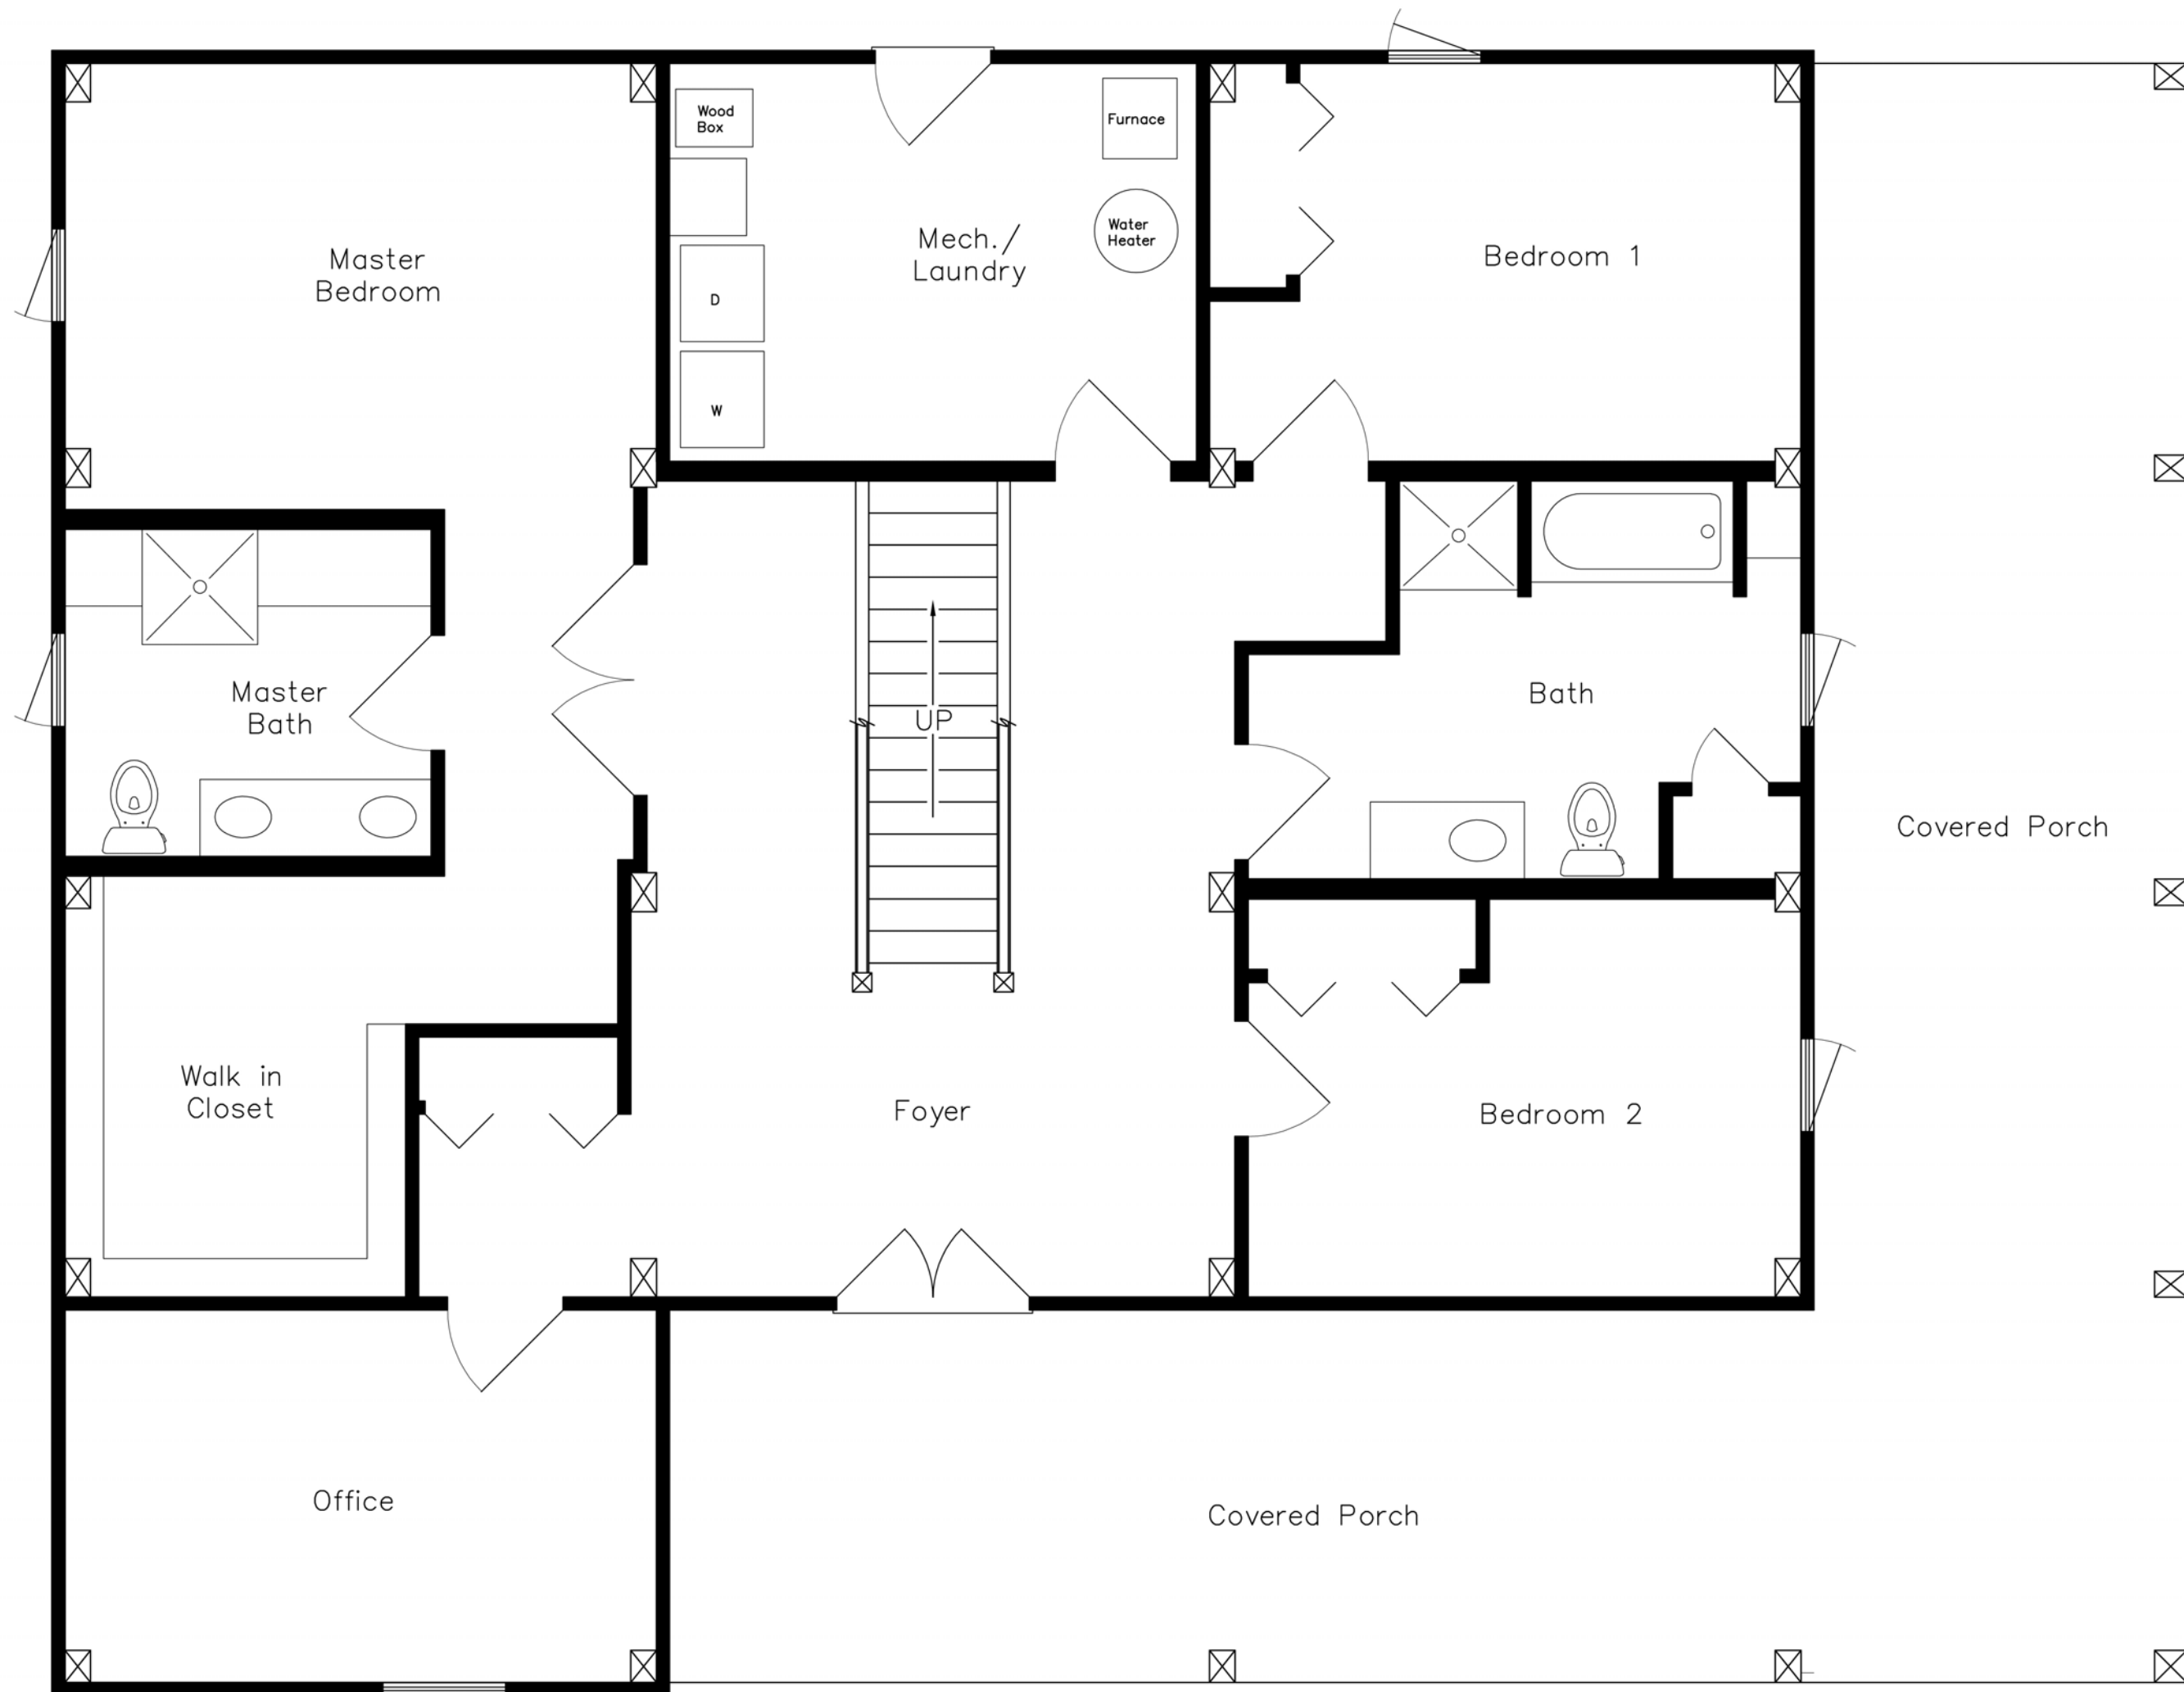 Wood
Box
Furnace
Water
Heater
Mech./
Laundry
Master
Bedroom
Bedroom 1
D
W
Master
Bath
UP
Bath
Covered Porch
Walk in
Closet
Foyer
Bedroom 2
Office
Covered Porch